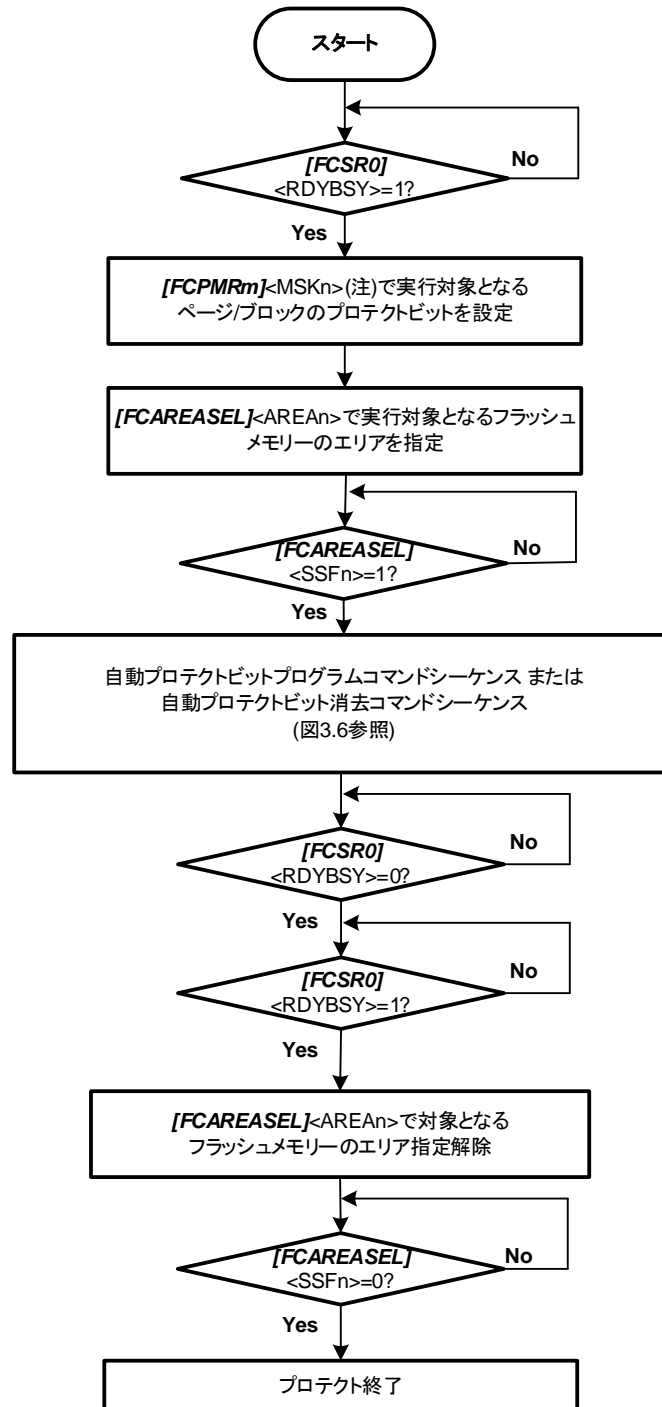 スタート
[FCSR0]
<RDYBSY>=1?
No
Yes
[FCPMRm]<MSKn>(注)で実行対象となる
ページ/ブロックのプロテクトビットを設定
[FCAREASEL]<AREAn>で実行対象となるフラッシュ
メモリーのエリアを指定
[FCAREASEL]
<SSFn>=1?
No
Yes
自動プロテクトビットプログラムコマンドシーケンス または
自動プロテクトビット消去コマンドシーケンス
(図3.6参照)
[FCSR0]
<RDYBSY>=0?
No
Yes
[FCSR0]
<RDYBSY>=1?
No
Yes
[FCAREASEL]<AREAn>で対象となる
フラッシュメモリーのエリア指定解除
[FCAREASEL]
<SSFn>=0?
No
Yes
プロテクト終了